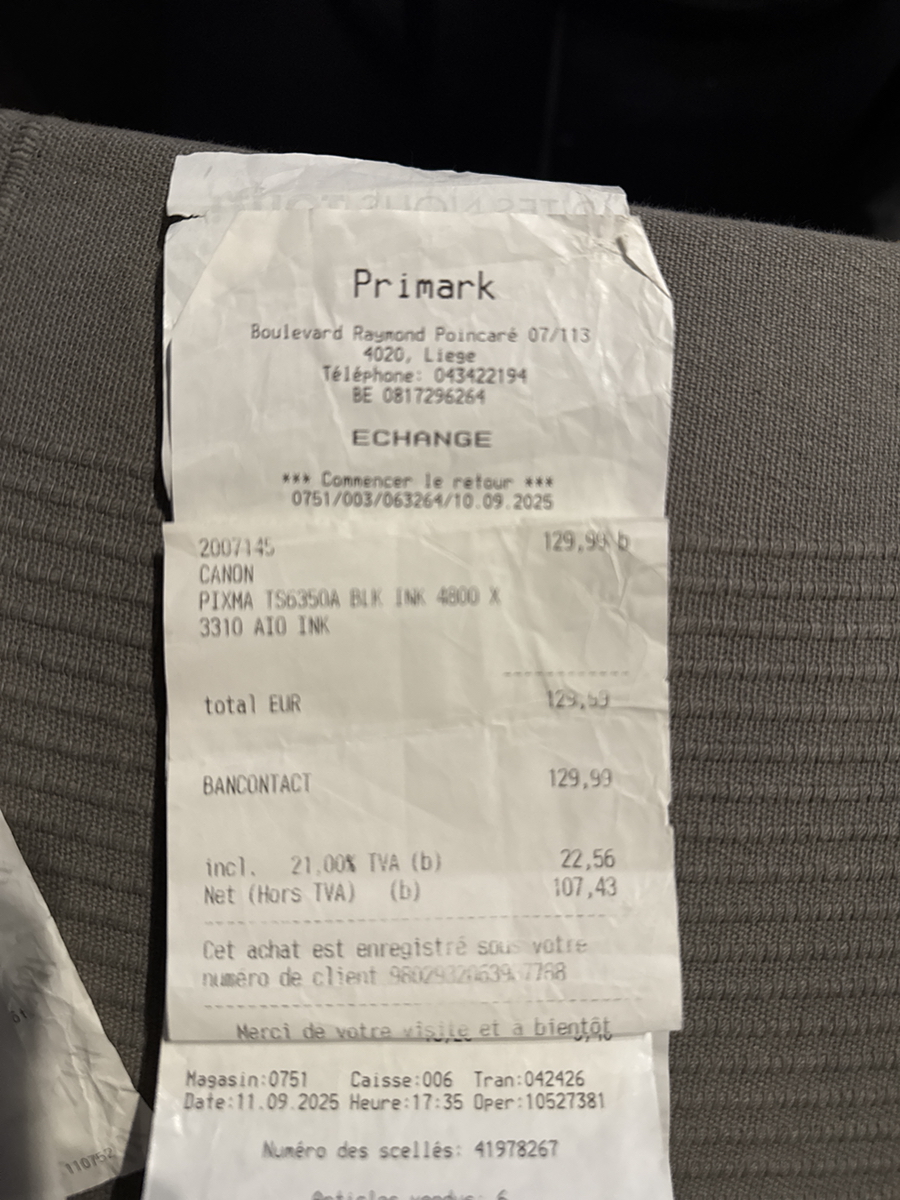 Primark
Boulevard Raymond Poincaré 07/113
4020, Liege
Téléphone: 043422194
BE 0817296264
ECHANGE
*** Commencer le retour ***
0751/003/063264/10.09.2025
2007145 129,99 b
CANON
PIXMA TS6350A BLK INK 4800 X
3310 AIO INK
total EUR
BANCONTACT 129,99
incl. 21.00% TVA (b) 22,56
Net (Hors TVA) (b) 107,43
Cet achat est enregistré sous votre
numéro de client
Merci de votre visite et à bientôt
Magasin:0751 Caisse:006 Tran:042426
Date:11.09.2025 Heure:17:35 Oper:10527381
Numéro des scellés: 41978267
Articles vendus: 6